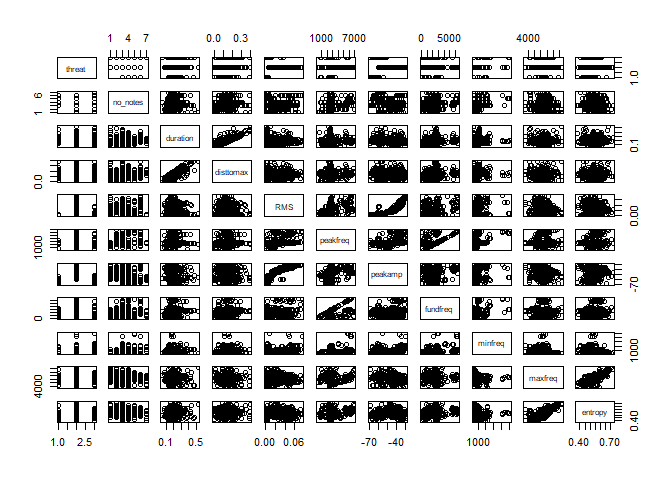 1 4 7 0.0 0.3 1000 7000 0 5000 4000
threat 1.0
1 6 no_notes
duration 0.1
0.0 disttomax
RMS 0.00
1000 peakfreq
peakamp -70
0 fundfreq
minfreq 1000
4000 maxfreq
entropy 0.40
1.0 2.5 0.1 0.5 0.00 0.06 -70 -40 1000 0.40 0.70